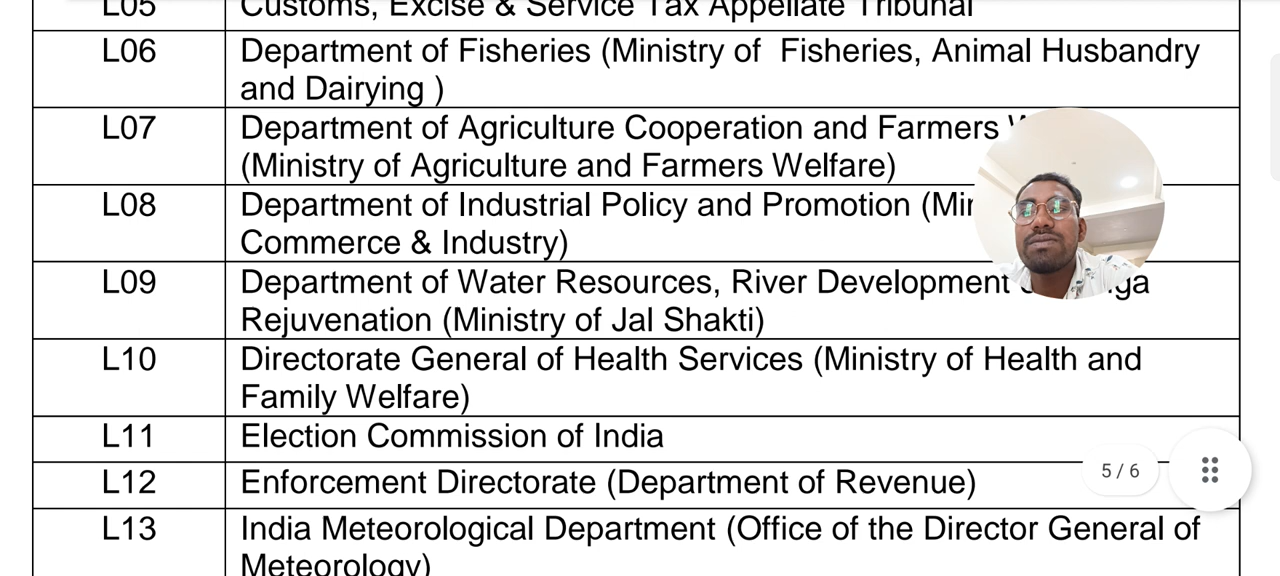 L05 Customs, Excise & Service Tax Appellate Tribunal
L06 Department of Fisheries (Ministry of Fisheries, Animal Husbandry
and Dairying )
L07 Department of Agriculture Cooperation and Farmers
(Ministry of Agriculture and Farmers Welfare)
L08 Department of Industrial Policy and Promotion
Commerce & Industry)
L09 Department of Water Resources, River Development
Rejuvenation (Ministry of Jal Shakti)
L10 Directorate General of Health Services (Ministry of Health and
Family Welfare)
L11 Election Commission of India
5 / 6
L12 Enforcement Directorate (Department of Revenue)
L13 India Meteorological Department (Office of the Director General of
Meteorology)